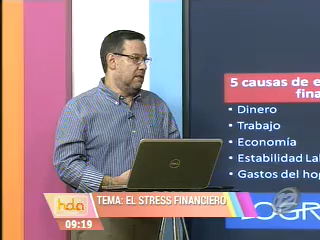 5 causas de e
fina
• Dinero
• Trabajo
• Economía
• Estabilidad La
• Gastos del ho
DELL
hda
TEMA: EL STRESS FINANCIERO
LOGR
09:19